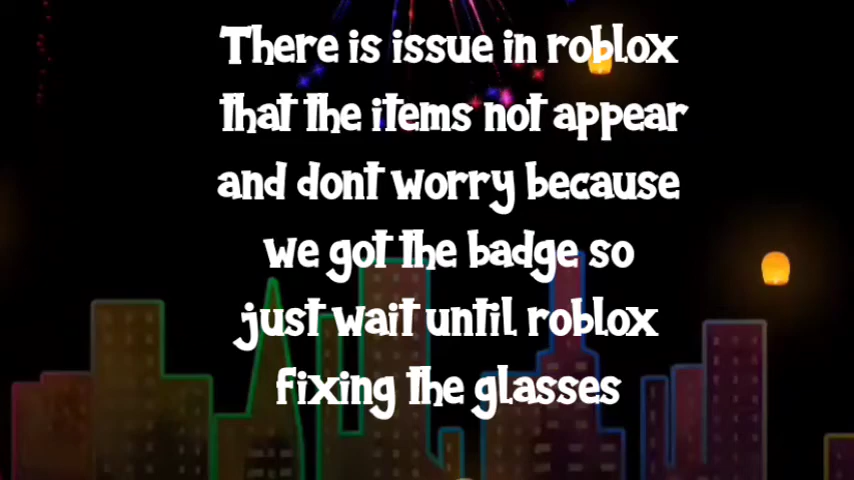 There is issue in roblox
that the items not appear
and dont worry because
we got the badge so
just wait until roblox
fixing the glasses